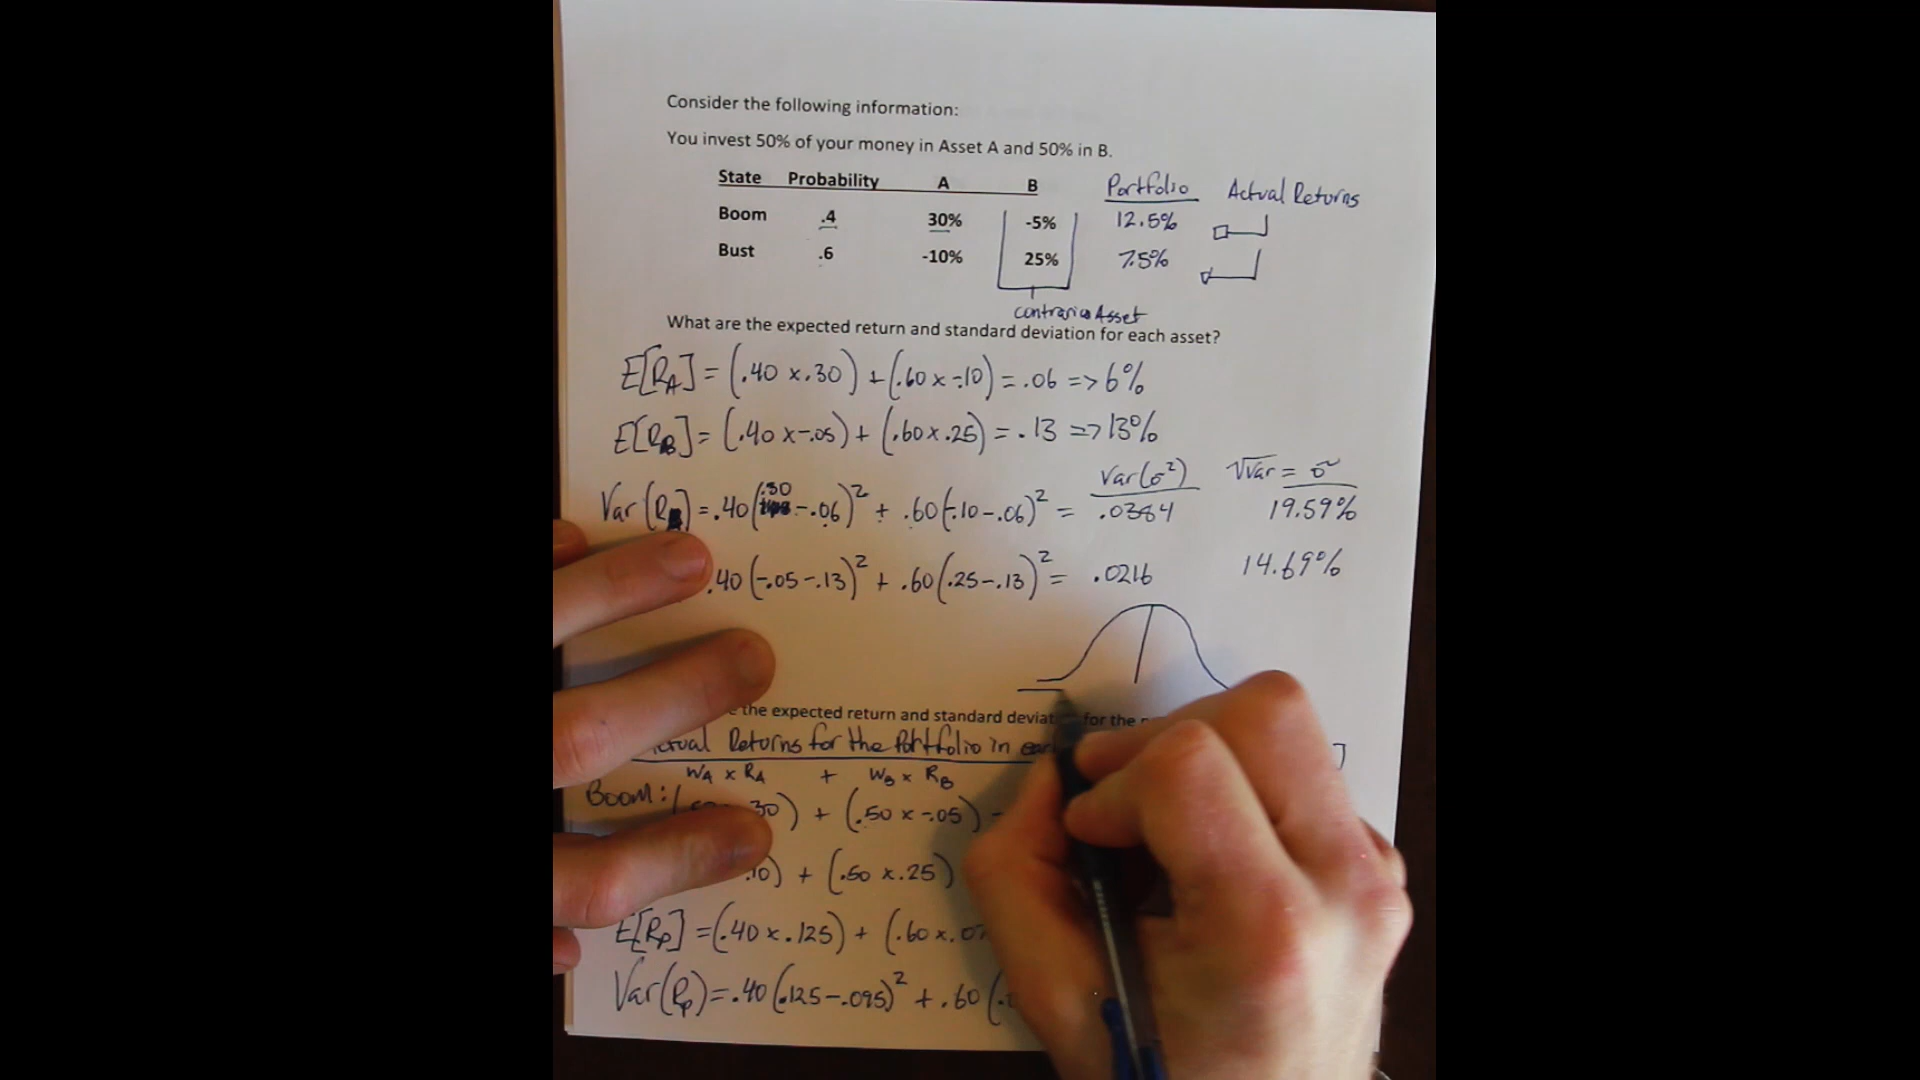 Consider the following information:
You invest 50% of your money in Asset A and 50% in B.
State Probability A B Portfolio Actual Returns
Boom .4 30% -5% 12.5%
Bust .6 -10% 25% 7.5%
Asset
What are the expected return and standard deviation for each asset?
E[RA] = (.40 x .30) + (.60 x -.10) = .06 => 6%
E[RB] = (.40 x -.05) + (.60 x .25) = .13 => 13%
Var(σ²) √Var = σ
Var(R ) = .40(.30 - .06)² + .60(-.10 - .06)² = .0384 19.59%
.40(-.05 - .13)² + .60(.25 - .13)² = .0216 14.69%
the expected return and standard for the
Returns for the Portfolio in
WA x RA + WB x RB
Boom: 30) + (.50 x -.05)
.10) + (.50 x .25)
E[Rp] = (.40 x .125) + (.60 x .0
Var(Rp) = .40(.125 - .095)² + .60(